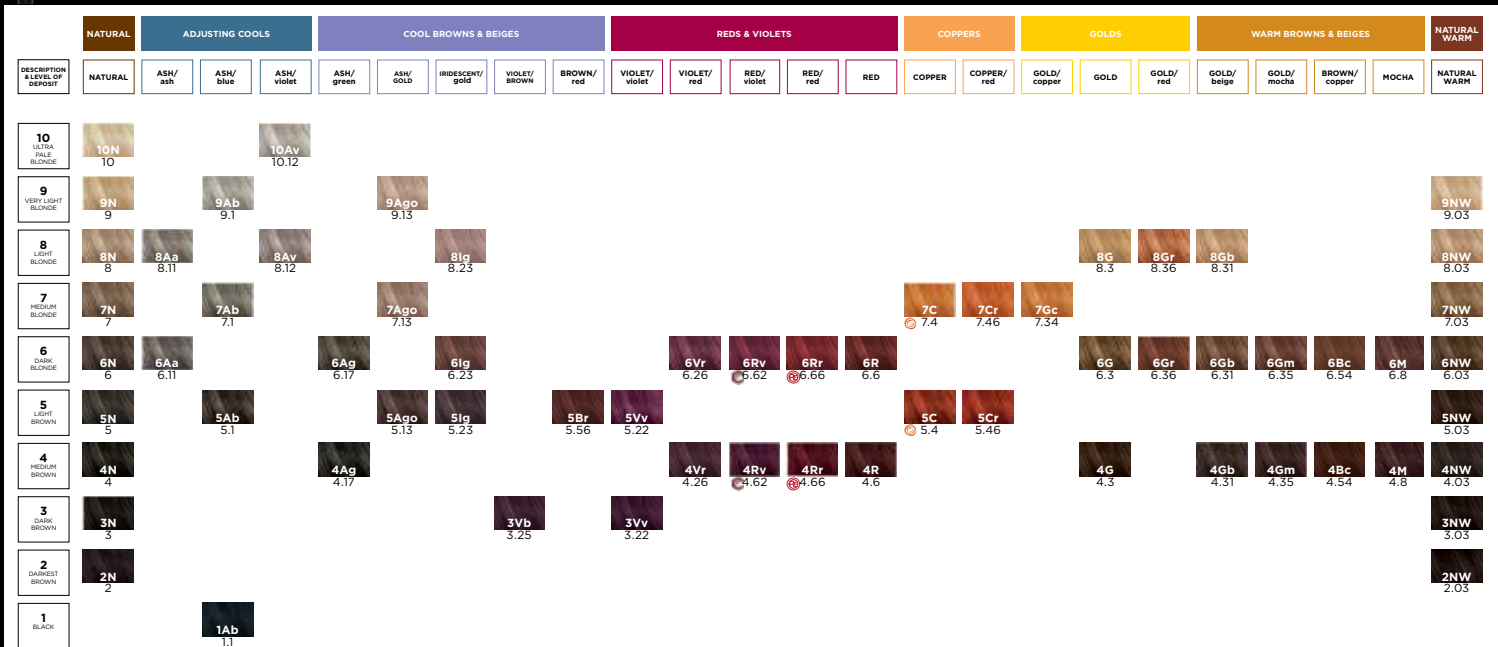 NATURAL
ADJUSTING COOLS
COOL BROWNS & BEIGES
REDS & VIOLETS
COPPERS
GOLDS
WARM BROWNS & BEIGES
NATURAL
WARM
DESCRIPTION
& LEVEL OF
DEPOSIT
NATURAL
ASH/
ash
ASH/
blue
ASH/
violet
ASH/
green
ASH/
GOLD
IRIDESCENT/
gold
VIOLET/
BROWN
BROWN/
red
VIOLET/
violet
VIOLET/
red
RED/
violet
RED/
red
RED
COPPER
COPPER/
red
GOLD/
copper
GOLD
GOLD/
red
GOLD/
beige
GOLD/
mocha
BROWN/
copper
MOCHA
NATURAL
WARM
10
ULTRA
PALE
BLONDE
10N 10Av
10 10.12
9
VERY LIGHT
BLONDE
9N 9Ab 9Ago 9NW
9 9.1 9.13 9.03
8
LIGHT
BLONDE
8N 8Aa 8Av 8Ig 8G 8Gr 8Gb 8NW
8 8.11 8.12 8.23 8.3 8.36 8.31 8.03
7
MEDIUM
BLONDE
7N 7Ab 7Ago 7C 7Cr 7Gc 7NW
7 7.1 7.13 7.4 7.46 7.34 7.03
6
DARK
BLONDE
6N 6Aa 6Ag 6Ig 6Vr 6Rv 6Rr 6R 6G 6Gr 6Gb 6Gm 6Bc 6M 6NW
6 6.11 6.17 6.23 6.26 6.62 6.66 6.6 6.3 6.36 6.31 6.35 6.54 6.8 6.03
5
LIGHT
BROWN
5N 5Ab 5Ago 5Ig 5Br 5Vv 5C 5Cr 5NW
5 5.1 5.13 5.23 5.56 5.22 5.4 5.46 5.03
4
MEDIUM
BROWN
4N 4Ag 4Vr 4Rv 4Rr 4R 4G 4Gb 4Gm 4Bc 4M 4NW
4 4.17 4.26 4.62 4.66 4.6 4.3 4.31 4.35 4.54 4.8 4.03
3
DARK
BROWN
3N 3Vb 3Vv 3NW
3 3.25 3.22 3.03
2
DARKEST
BROWN
2N 2NW
2 2.03
1
BLACK
1Ab
1.1